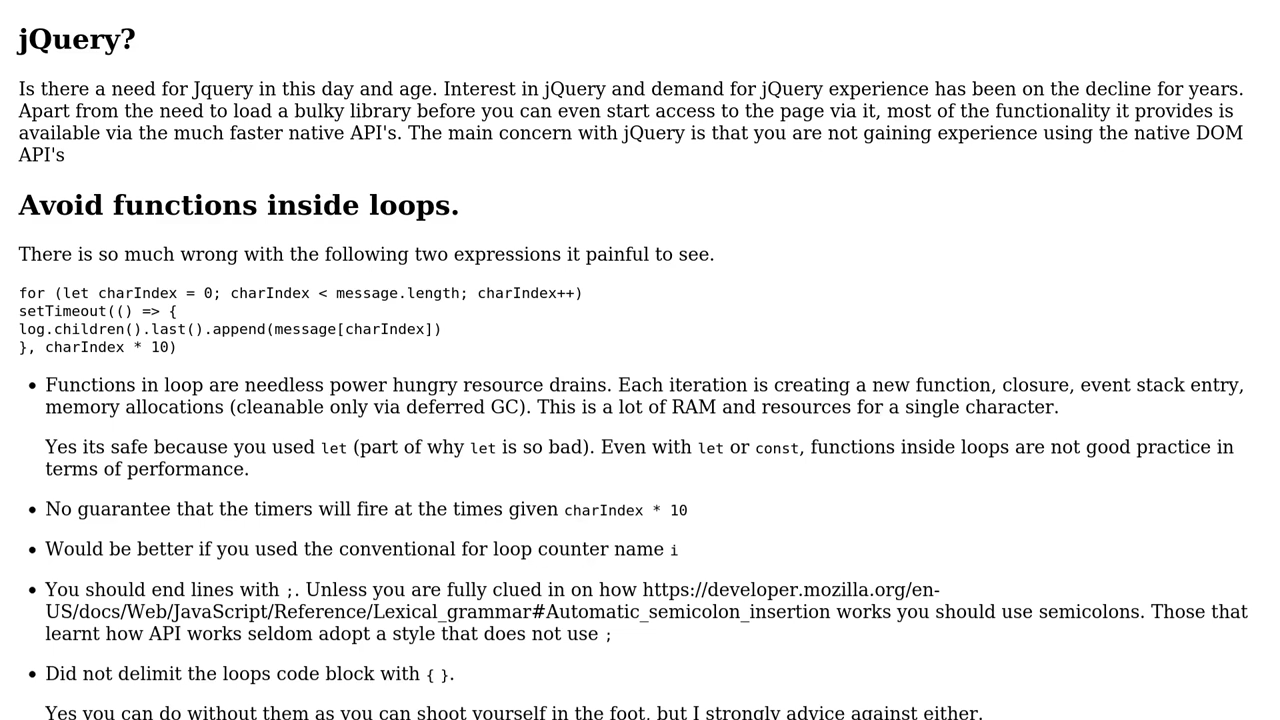 jQuery?
Is there a need for Jquery in this day and age. Interest in jQuery and demand for jQuery experience has been on the decline for years.
Apart from the need to load a bulky library before you can even start access to the page via it, most of the functionality it provides is
available via the much faster native API's. The main concern with jQuery is that you are not gaining experience using the native DOM
API's
Avoid functions inside loops.
There is so much wrong with the following two expressions it painful to see.
for (let charIndex = 0; charIndex < message.length; charIndex++)
setTimeout(() => {
log.children().last().append(message[charIndex])
}, charIndex * 10)
• Functions in loop are needless power hungry resource drains. Each iteration is creating a new function, closure, event stack entry,
memory allocations (cleanable only via deferred GC). This is a lot of RAM and resources for a single character.
Yes its safe because you used let (part of why let is so bad). Even with let or const, functions inside loops are not good practice in
terms of performance.
• No guarantee that the timers will fire at the times given charIndex * 10
• Would be better if you used the conventional for loop counter name i
• You should end lines with ;. Unless you are fully clued in on how https://developer.mozilla.org/en-
US/docs/Web/JavaScript/Reference/Lexical_grammar#Automatic_semicolon_insertion works you should use semicolons. Those that
learnt how API works seldom adopt a style that does not use ;
• Did not delimit the loops code block with { }.
Yes you can do without them as you can shoot yourself in the foot, but I strongly advice against either.